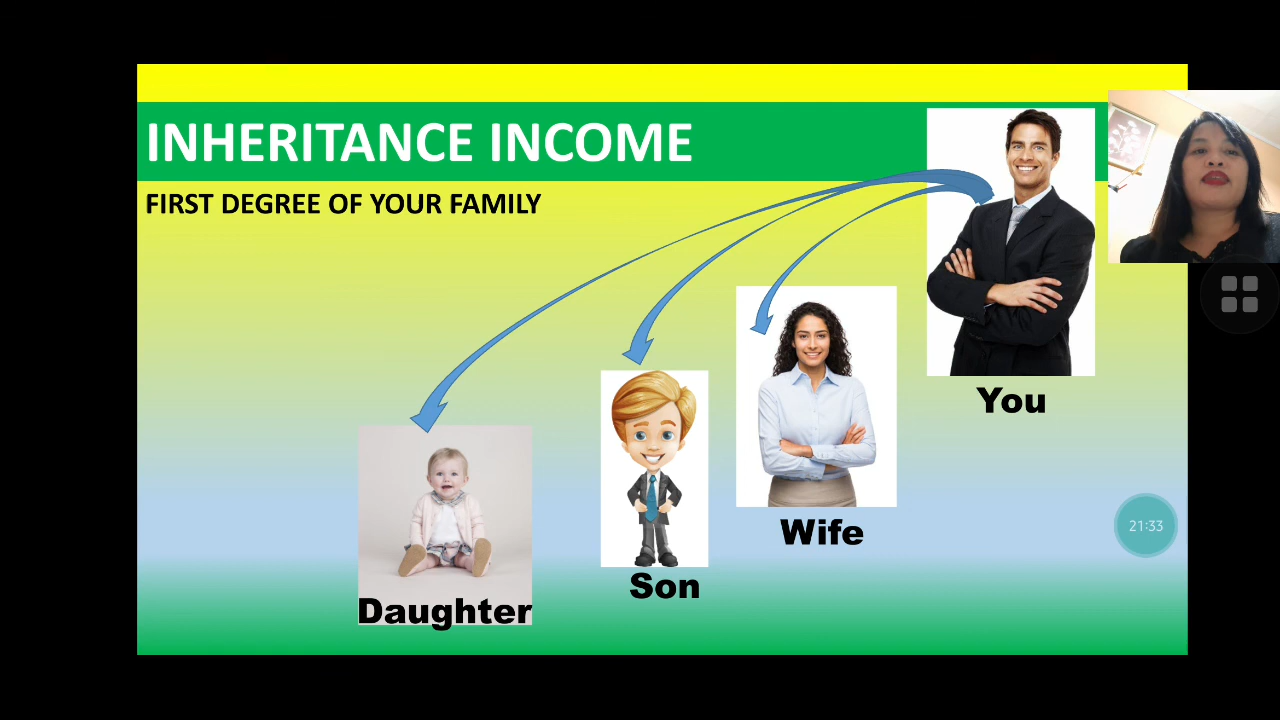 INHERITANCE INCOME
FIRST DEGREE OF YOUR FAMILY
You
Wife
Son
Daughter
21:33